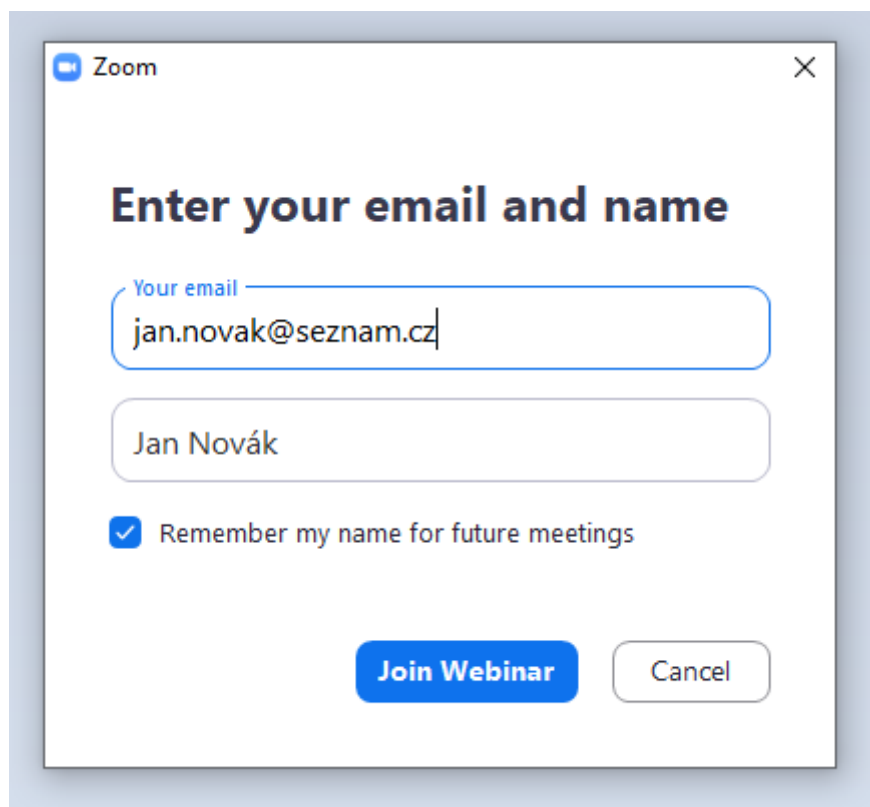 Zoom
Enter your email and name
Your email
jan.novak@seznam.cz
Jan Novák
Remember my name for future meetings
Join Webinar
Cancel